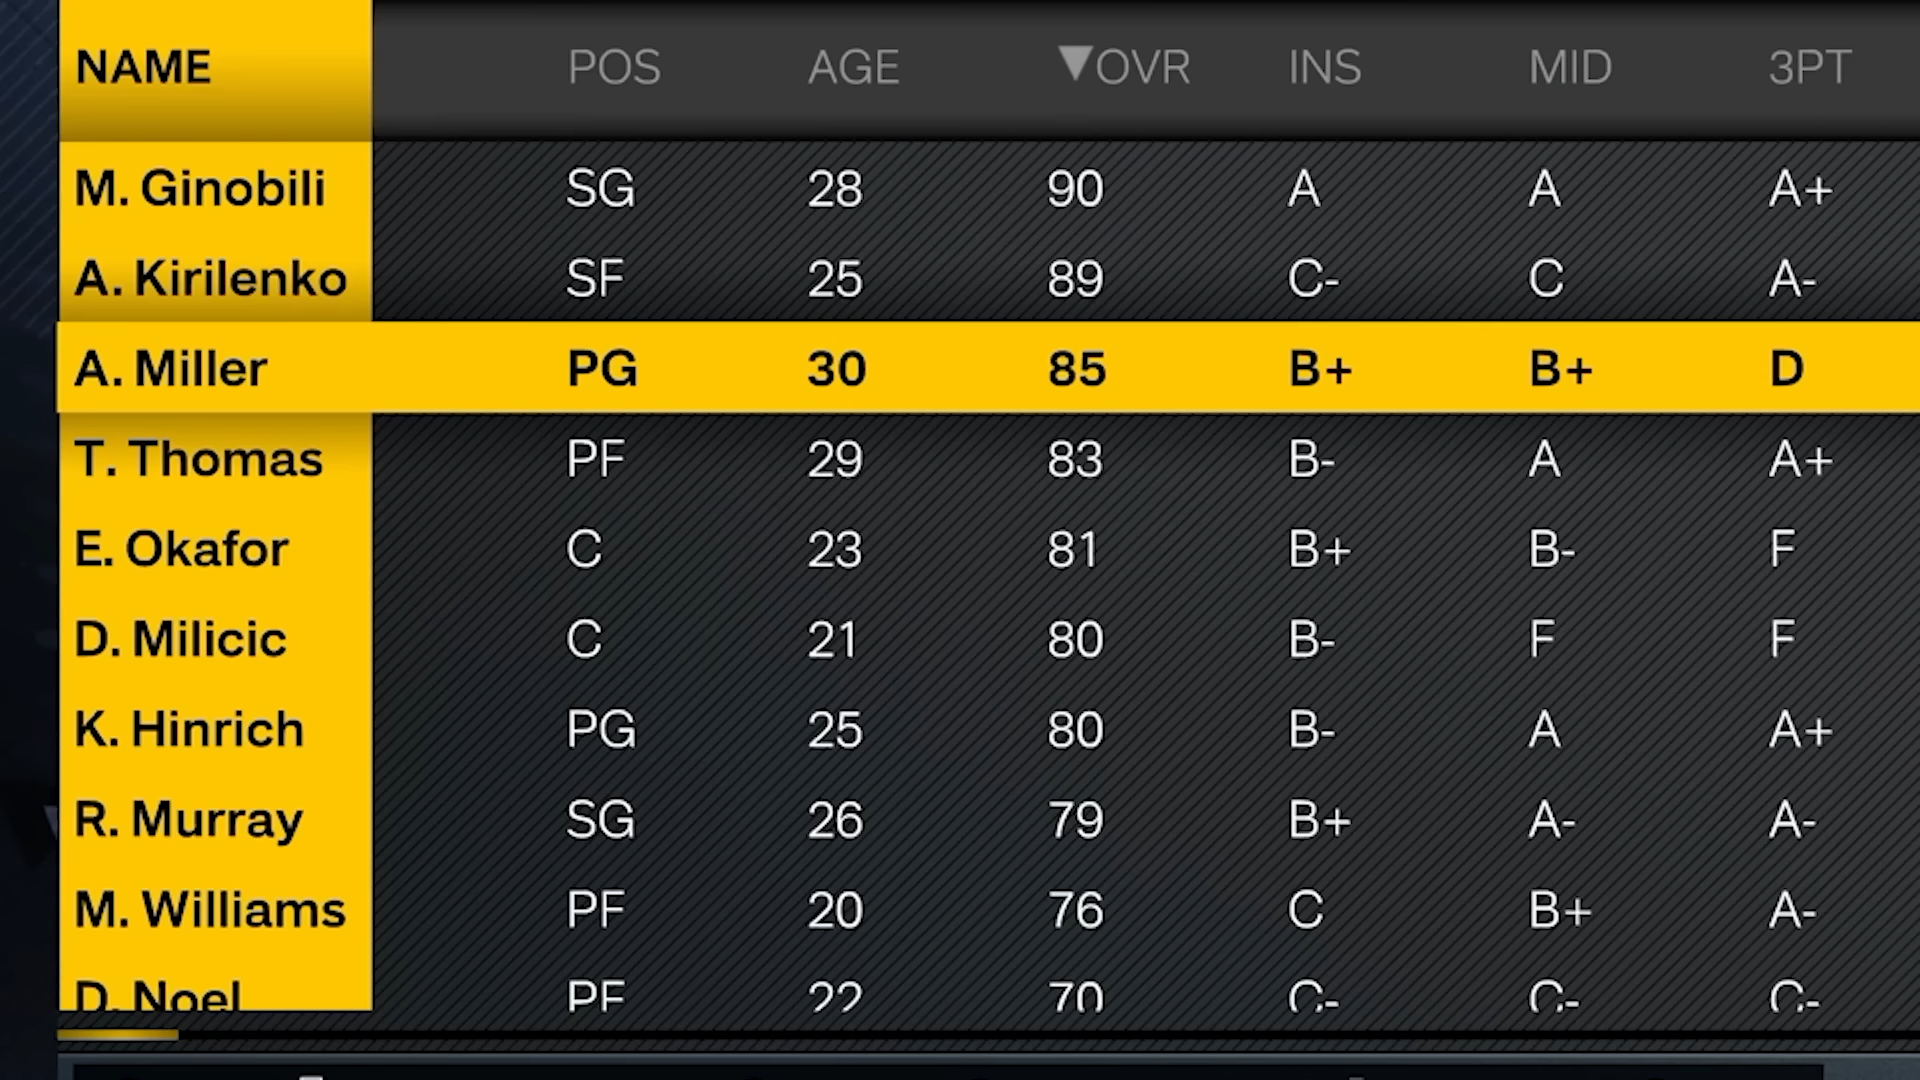 NAME POS AGE ▼OVR INS MID 3PT
M. Ginobili SG 28 90 A A A+
A. Kirilenko SF 25 89 C- C A-
A. Miller PG 30 85 B+ B+ D
T. Thomas PF 29 83 B- A A+
E. Okafor C 23 81 B+ B- F
D. Milicic C 21 80 B- F F
K. Hinrich PG 25 80 B- A A+
R. Murray SG 26 79 B+ A- A-
M. Williams PF 20 76 C B+ A-
D. Noel PF 22 70 C- C- C-